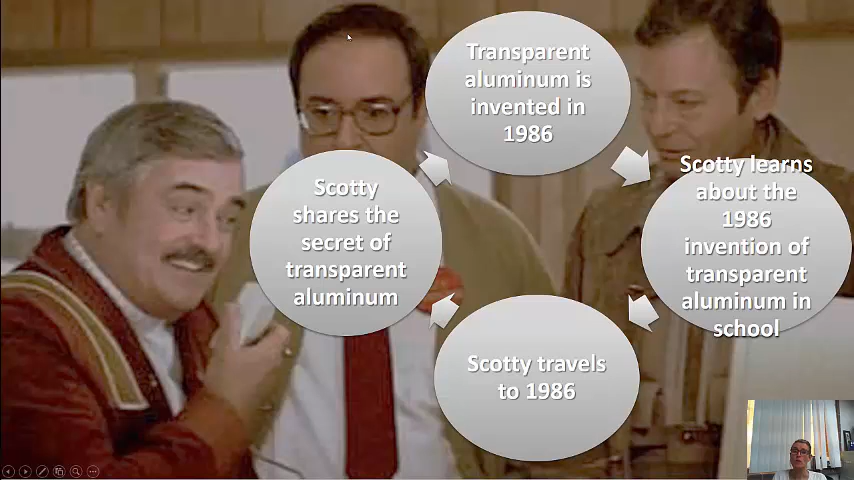 Transparent
aluminum is
invented in
1986
Scotty learns
about the
1986
invention of
transparent
aluminum in
school
Scotty travels
to 1986
Scotty
shares the
secret of
transparent
aluminum